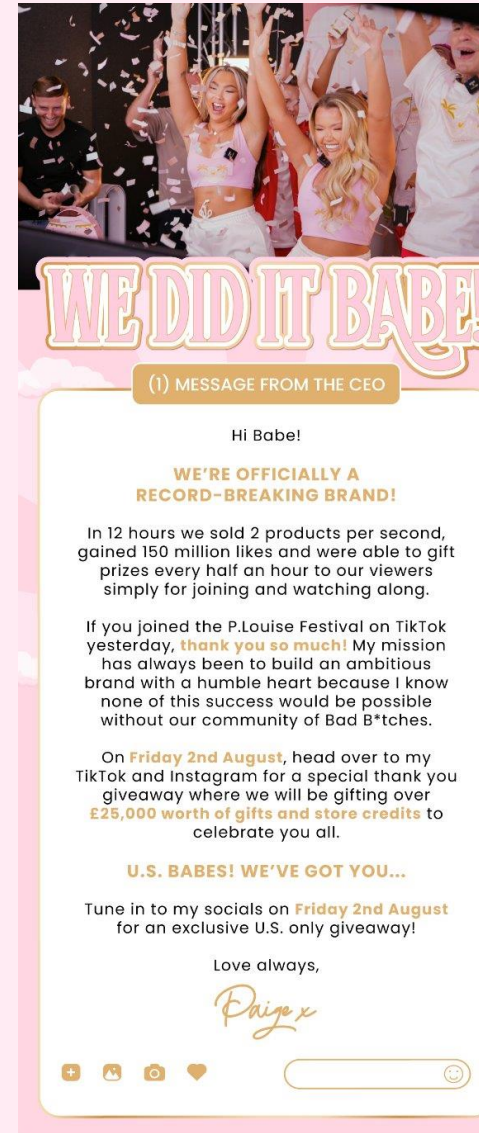 WE DID IT BABE!
(1) MESSAGE FROM THE CEO
Hi Babe!
WE'RE OFFICIALLY A
RECORD-BREAKING BRAND!
In 12 hours we sold 2 products per second,
gained 150 million likes and were able to gift
prizes every half an hour to our viewers
simply for joining and watching along.
If you joined the P.Louise Festival on TikTok
yesterday, thank you so much! My mission
has always been to build an ambitious
brand with a humble heart because I know
none of this success would be possible
without our community of Bad B*tches.
On Friday 2nd August, head over to my
TikTok and Instagram for a special thank you
giveaway where we will be gifting over
£25,000 worth of gifts and store credits to
celebrate you all.
U.S. BABES! WE'VE GOT YOU...
Tune in to my socials on Friday 2nd August
for an exclusive U.S. only giveaway!
Love always,
Paige x